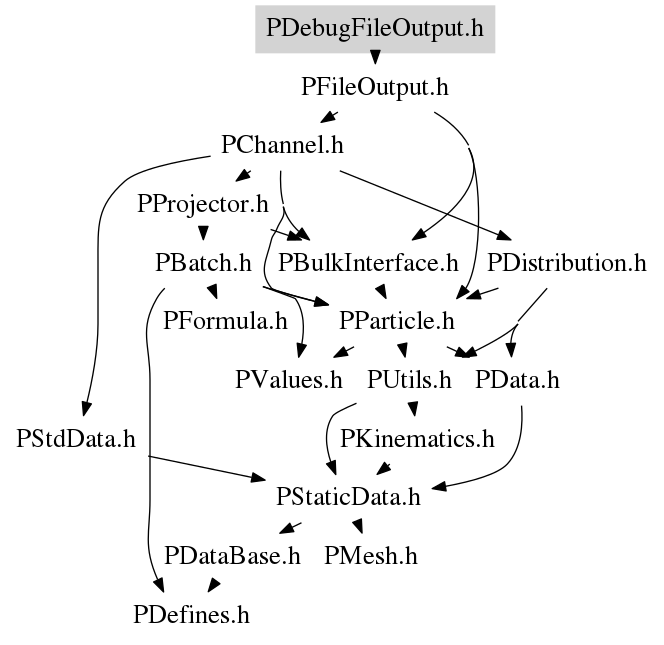 PDebugFileOutput.h
PFileOutput.h
PChannel.h
PProjector.h
PBatch.h
PBulkInterface.h
PDistribution.h
PFormula.h
PParticle.h
PValues.h
PUtils.h
PData.h
PStdData.h
PKinematics.h
PStaticData.h
PDataBase.h
PMesh.h
PDefines.h